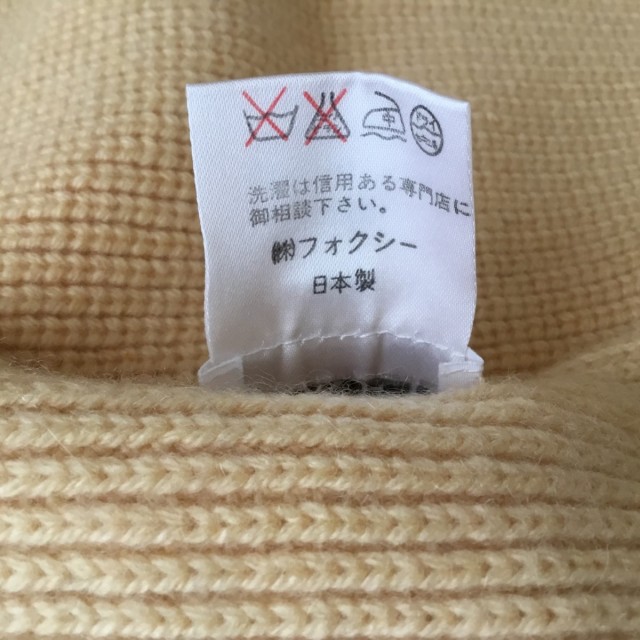 洗濯は信用ある専門店に
御相談下さい。
㈱フォクシー
日本製